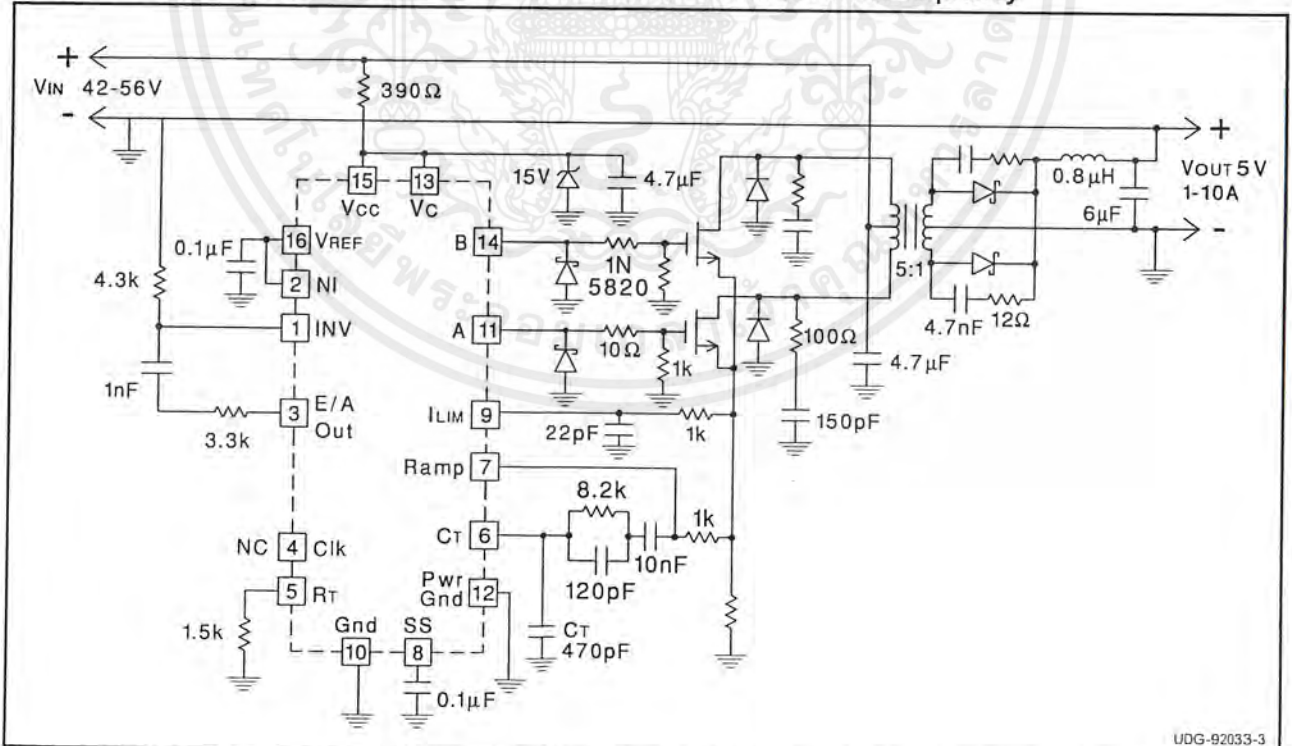 +
VIN 42-56V
-
390Ω
15
VCC
13
VC
15V
4.7µF
16
VREF
0.1µF
2
NI
4.3k
1
INV
1nF
3
E/A
Out
3.3k
NC
4
Clk
5
RT
1.5k
Gnd
10
SS
8
0.1µF
B
14
1N
5820
A
11
10Ω
1k
ILIM
9
22pF
1k
Ramp
7
8.2k
CT
6
120pF
10nF
1k
Pwr
Gnd
12
CT
470pF
100Ω
150pF
4.7µF
5:1
4.7nF
12Ω
0.8µH
6µF
+
VOUT 5V
1-10A
-
UDG-92033-3